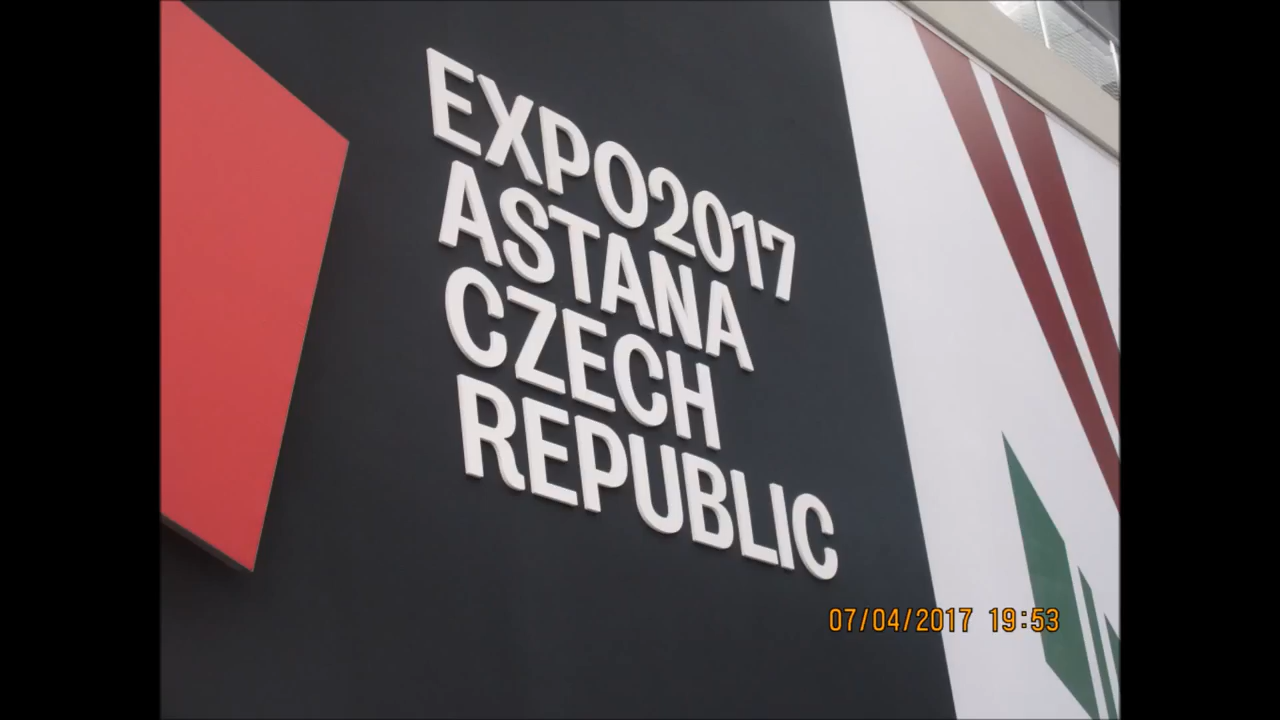 EXPO2017
ASTANA
CZECH
REPUBLIC
07/04/2017 19:53